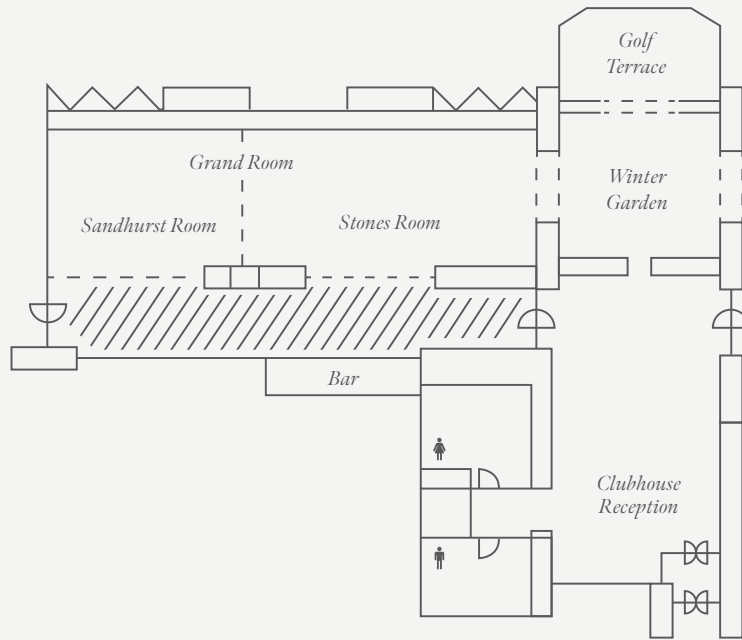 Golf
Terrace
Grand Room
Winter
Garden
Sandhurst Room
Stones Room
Bar
Clubhouse
Reception